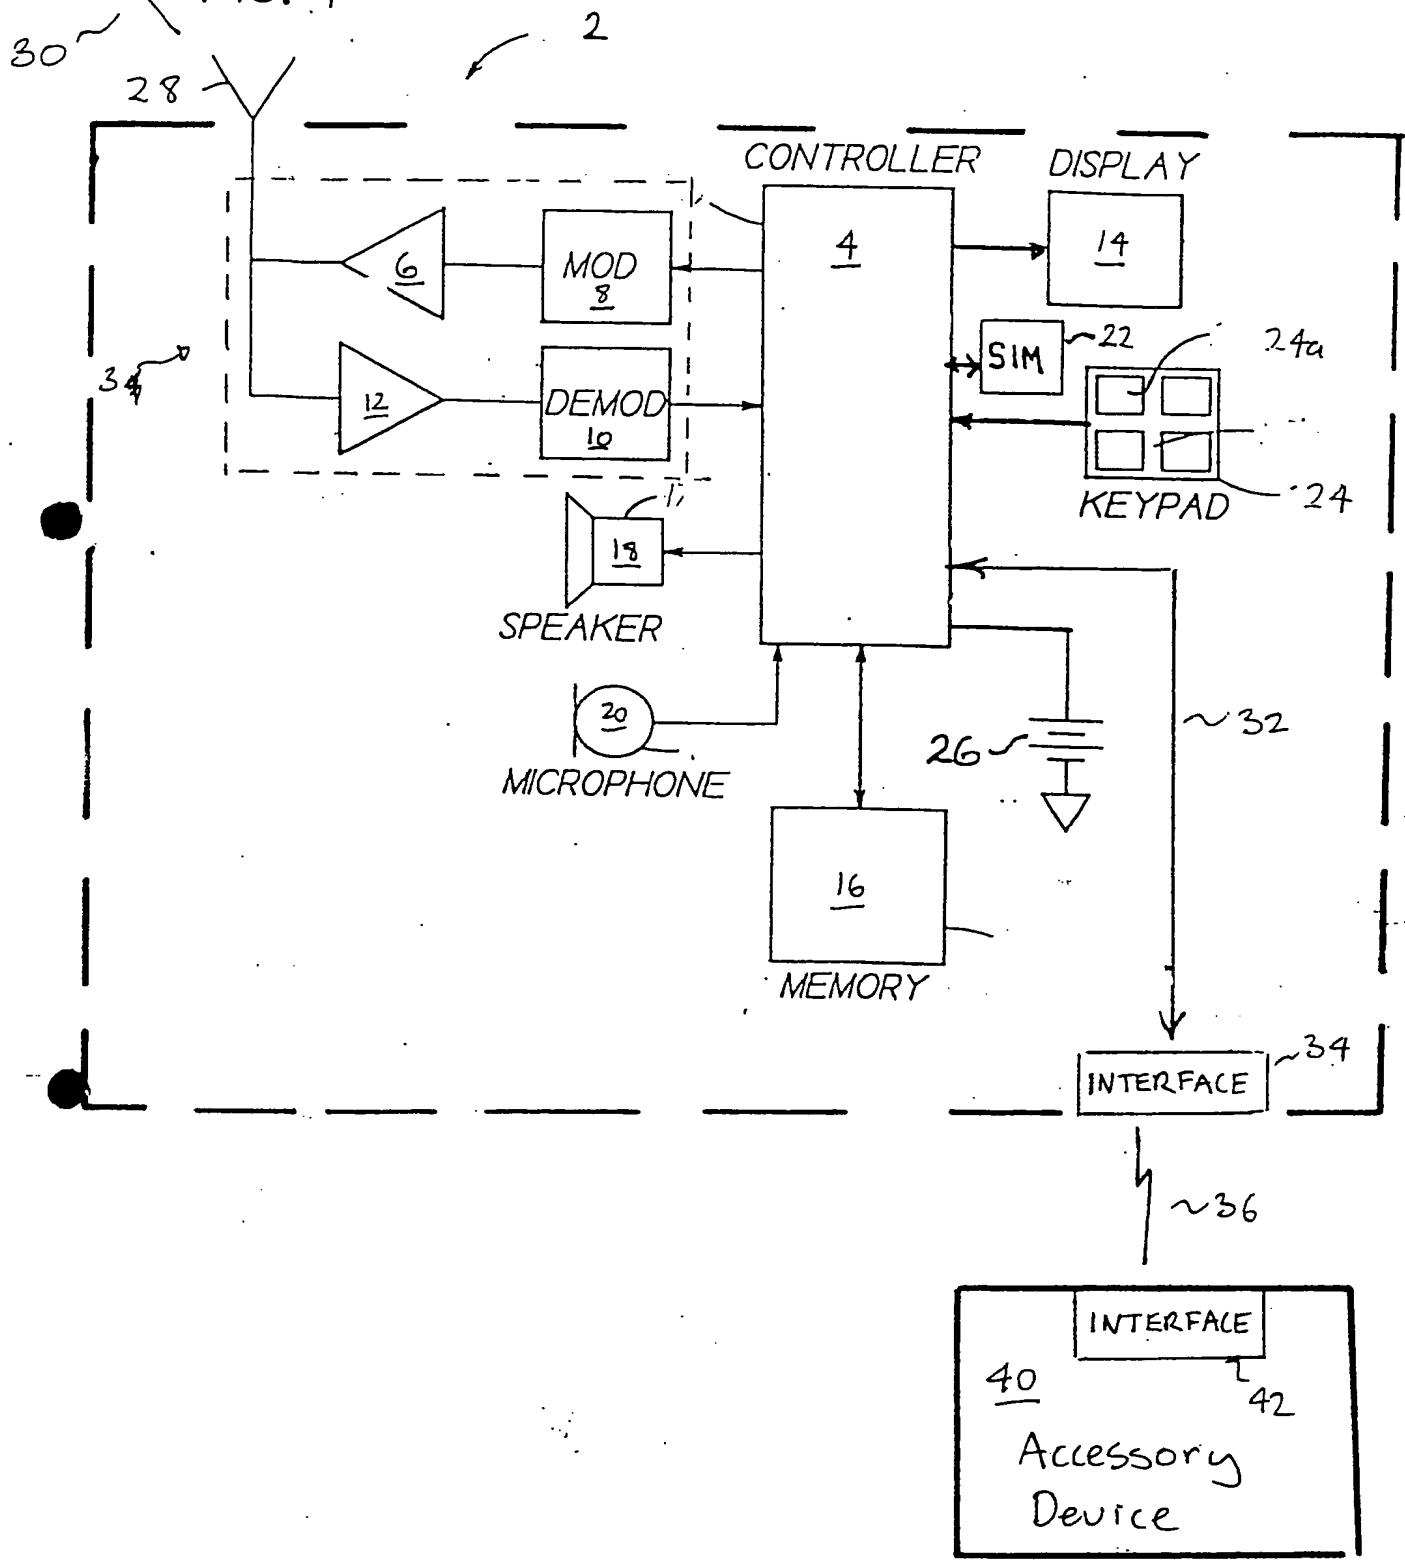 30
2
28
CONTROLLER
DISPLAY
4
14
6
MOD
8
SIM
22
24a
12
DEMOD
10
24
KEYPAD
18
SPEAKER
32
20
26
MICROPHONE
16
MEMORY
34
INTERFACE
36
INTERFACE
40
42
Accessory
Device